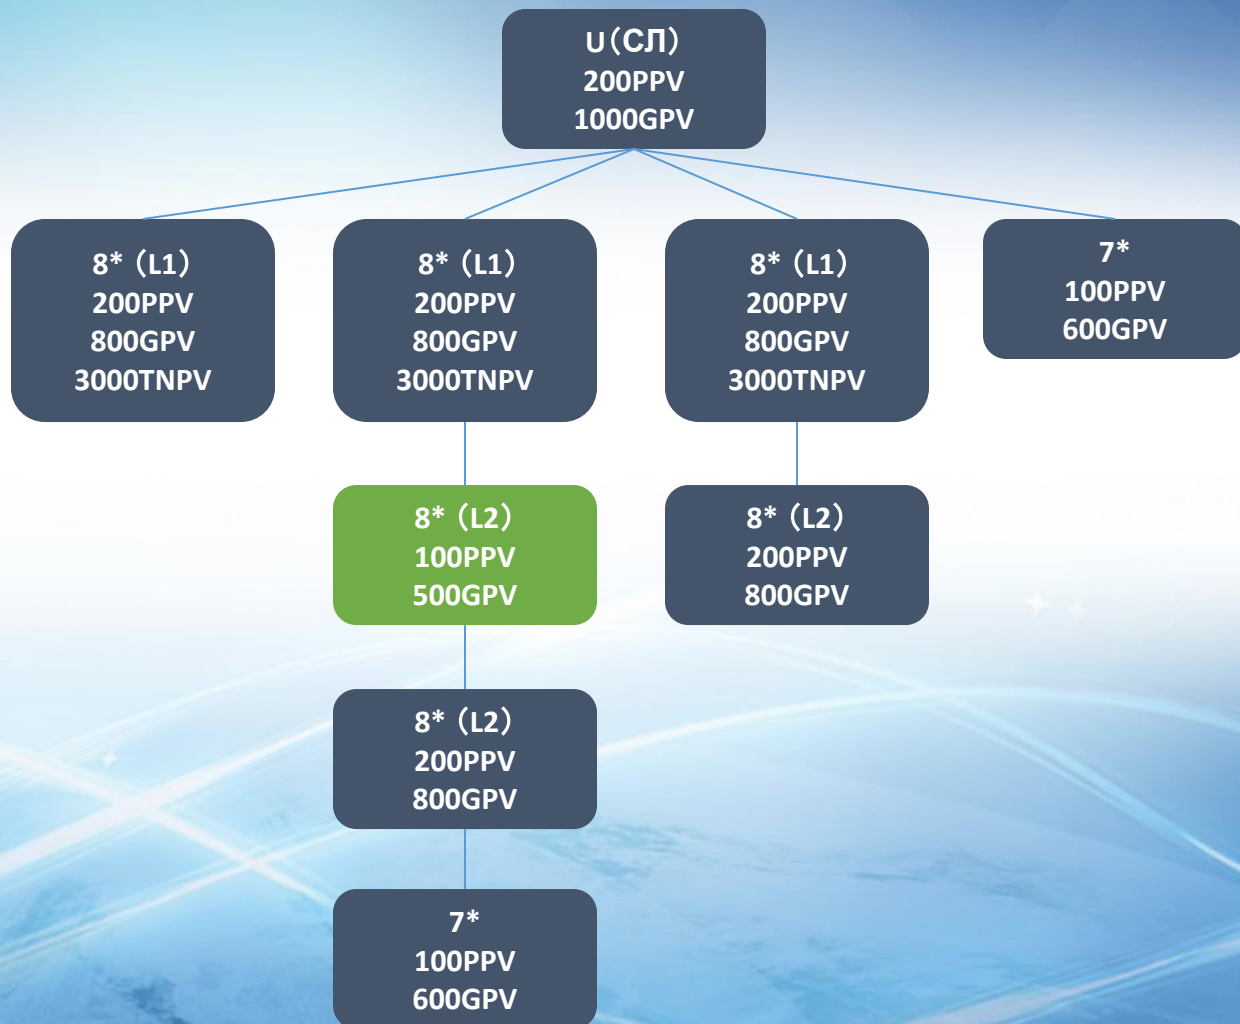 U（СЛ）
200PPV
1000GPV
8*（L1）
200PPV
800GPV
3000TNPV
8*（L1）
200PPV
800GPV
3000TNPV
8*（L1）
200PPV
800GPV
3000TNPV
7*
100PPV
600GPV
8*（L2）
100PPV
500GPV
8*（L2）
200PPV
800GPV
8*（L2）
200PPV
800GPV
7*
100PPV
600GPV